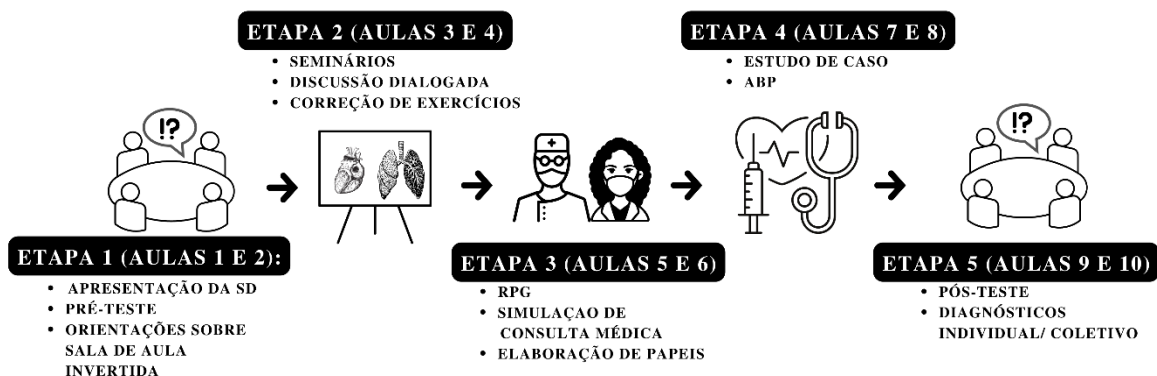 ETAPA 1 (AULAS 1 E 2):
• APRESENTAÇÃO DA SD
• PRÉ-TESTE
• ORIENTAÇÕES SOBRE
SALA DE AULA
INVERTIDA
!?
ETAPA 2 (AULAS 3 E 4)
• SEMINÁRIOS
• DISCUSSÃO DIALOGADA
• CORREÇÃO DE EXERCÍCIOS
ETAPA 3 (AULAS 5 E 6)
• RPG
• SIMULAÇAO DE
CONSULTA MÉDICA
• ELABORAÇÃO DE PAPEIS
ETAPA 4 (AULAS 7 E 8)
• ESTUDO DE CASO
• ABP
ETAPA 5 (AULAS 9 E 10)
• PÓS-TESTE
• DIAGNÓSTICOS
INDIVIDUAL/ COLETIVO
!?